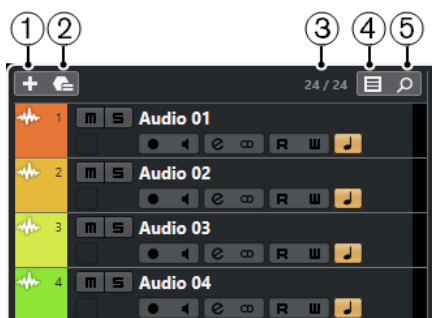 1 2 3 4 5
24 / 24
1 m S Audio 01
e R W
2 m S Audio 02
e R W
3 m S Audio 03
e R W
4 m S Audio 04
e R W